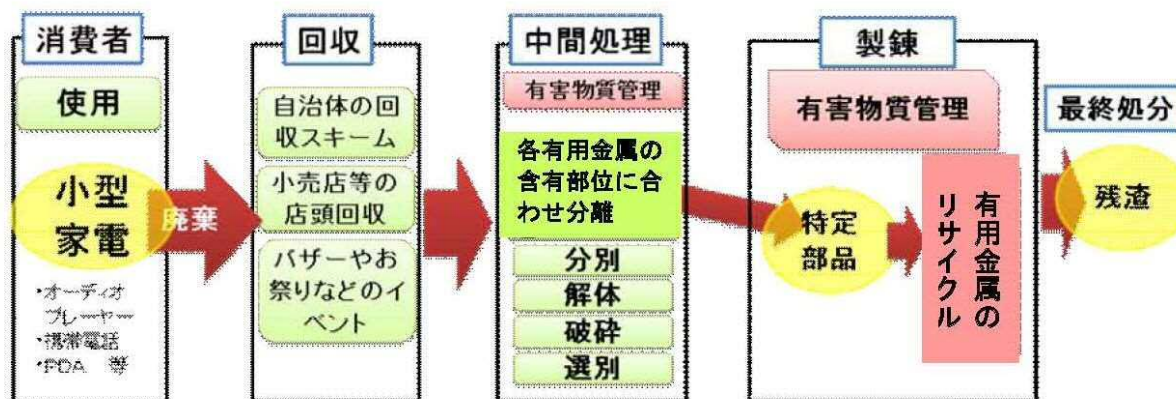 消費者
使用
小型
家電
・オーディオ
プレーヤー
・携帯電話
・PDA 等
廃棄
回収
自治体の回
収スキーム
小売店等の
店頭回収
バザーやお
祭りなどのイ
ベント
中間処理
有害物質管理
各有用金属の
含有部位に合
わせ分離
分別
解体
破砕
選別
製錬
有害物質管理
特定
部品
有用金属の
リサイクル
最終処分
残渣